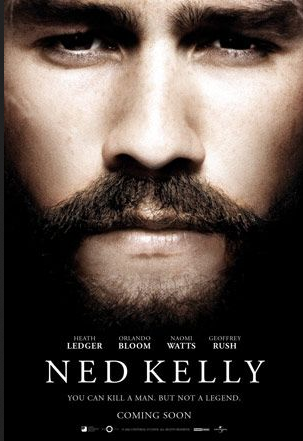 HEATH LEDGER ORLANDO BLOOM NAOMI WATTS GEOFFREY RUSH
NED KELLY
YOU CAN KILL A MAN. BUT NOT A LEGEND.
COMING SOON